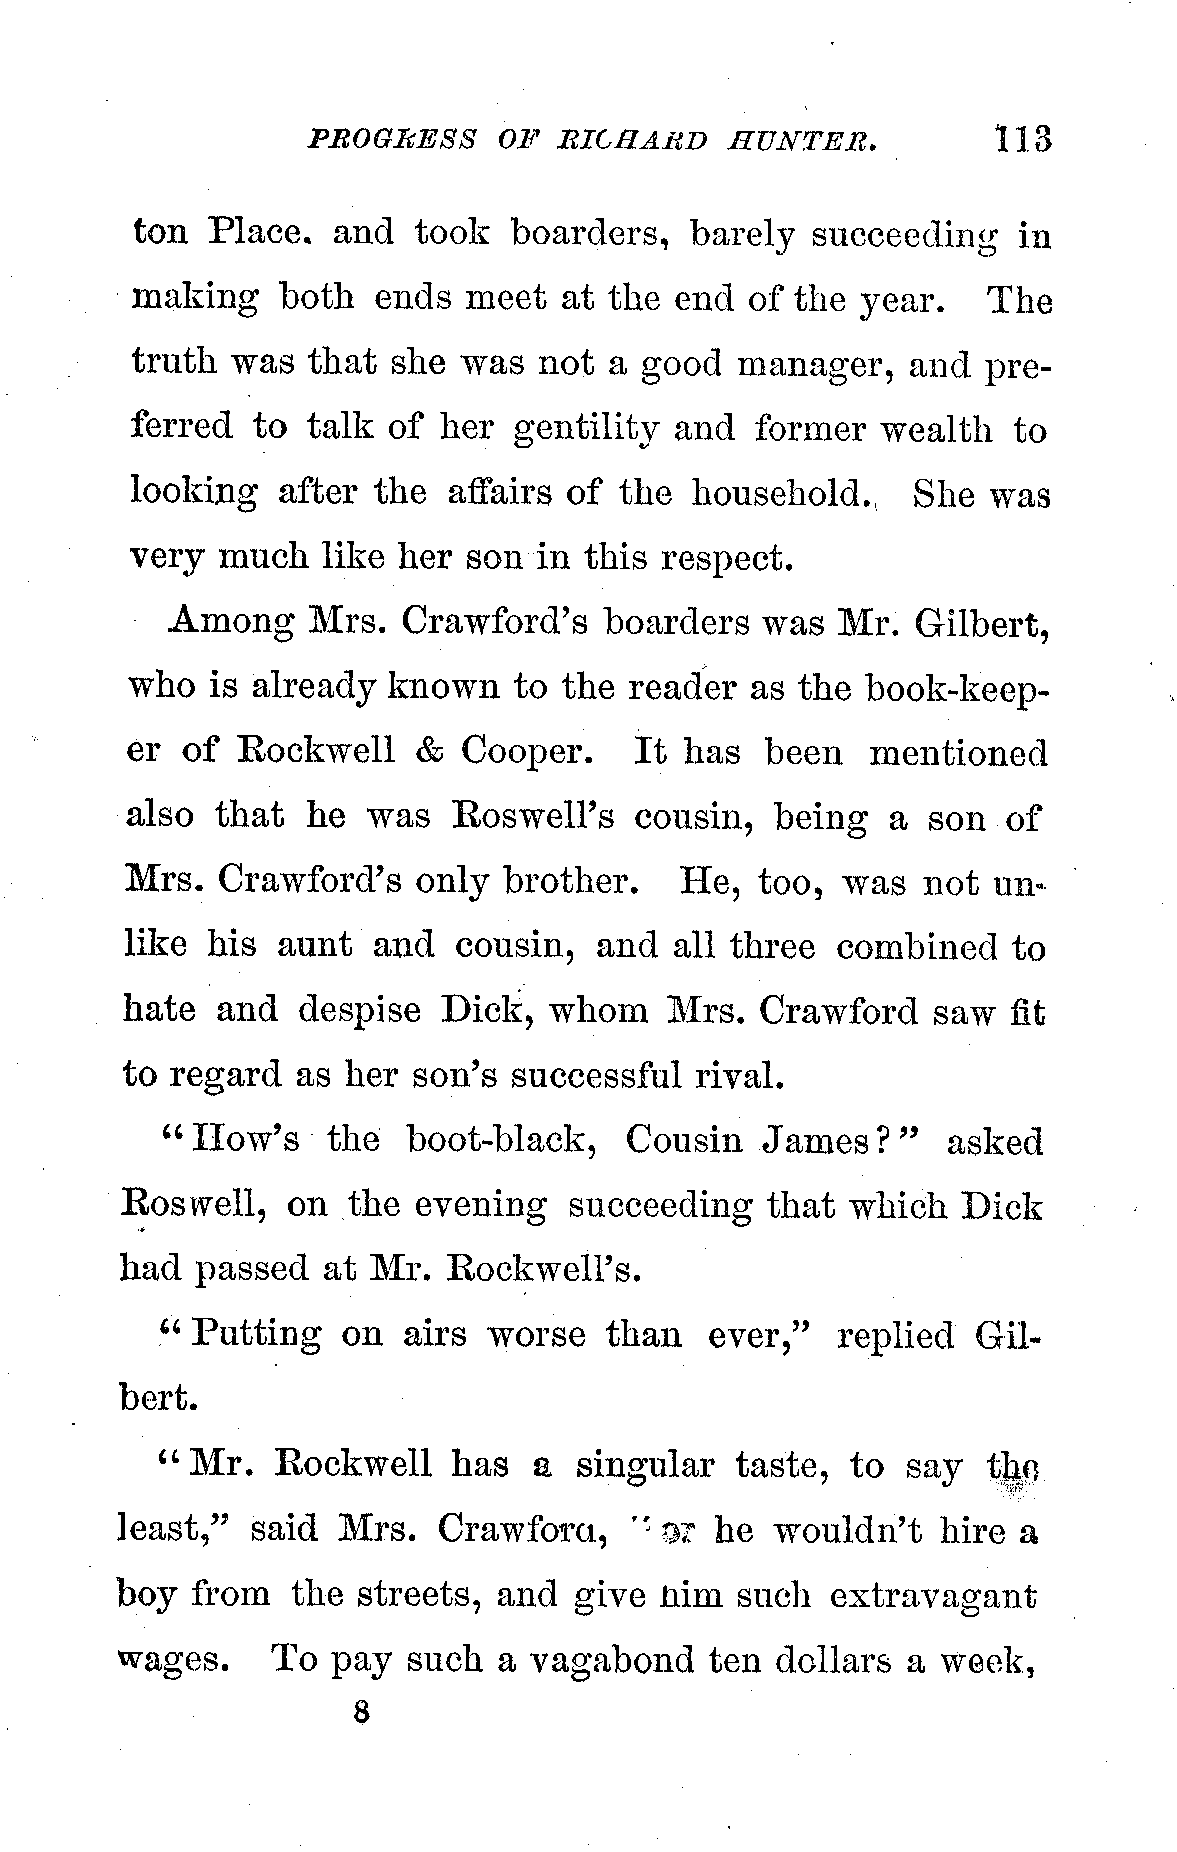 PROGRESS OF RICHARD HUNTER. 113
ton Place. and took boarders, barely succeeding in
making both ends meet at the end of the year. The
truth was that she was not a good manager, and pre-
ferred to talk of her gentility and former wealth to
looking after the affairs of the household. She was
very much like her son in this respect.
Among Mrs. Crawford's boarders was Mr. Gilbert,
who is already known to the reader as the book-keep-
er of Rockwell & Cooper. It has been mentioned
also that he was Roswell's cousin, being a son of
Mrs. Crawford's only brother. He, too, was not un-
like his aunt and cousin, and all three combined to
hate and despise Dick, whom Mrs. Crawford saw fit
to regard as her son's successful rival.
"How's the boot-black, Cousin James?" asked
Roswell, on the evening succeeding that which Dick
had passed at Mr. Rockwell's.
"Putting on airs worse than ever," replied Gil-
bert.
"Mr. Rockwell has a singular taste, to say the
least," said Mrs. Crawford, "or he wouldn't hire a
boy from the streets, and give him such extravagant
wages. To pay such a vagabond ten dollars a week,
8